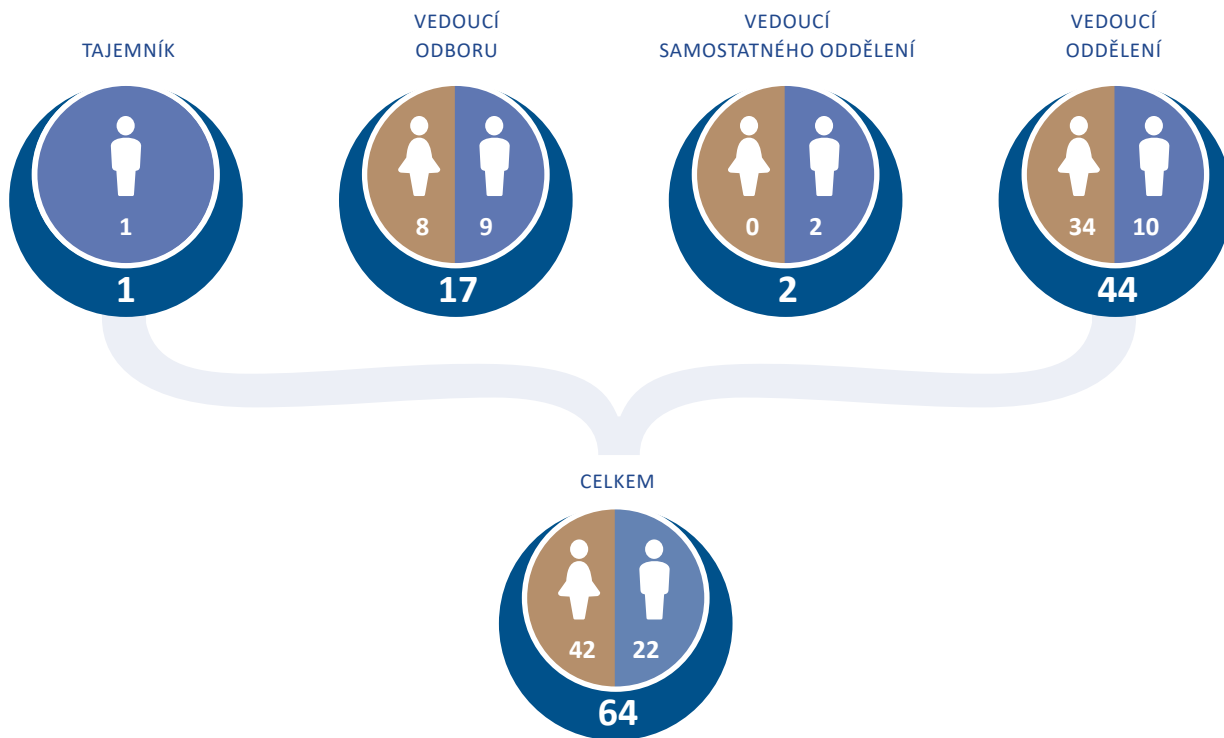 TAJEMNÍK
1
1
VEDOUCÍ
ODBORU
8 9
17
VEDOUCÍ
SAMOSTATNÉHO ODDĚLENÍ
0 2
2
VEDOUCÍ
ODDĚLENÍ
34 10
44
CELKEM
42 22
64